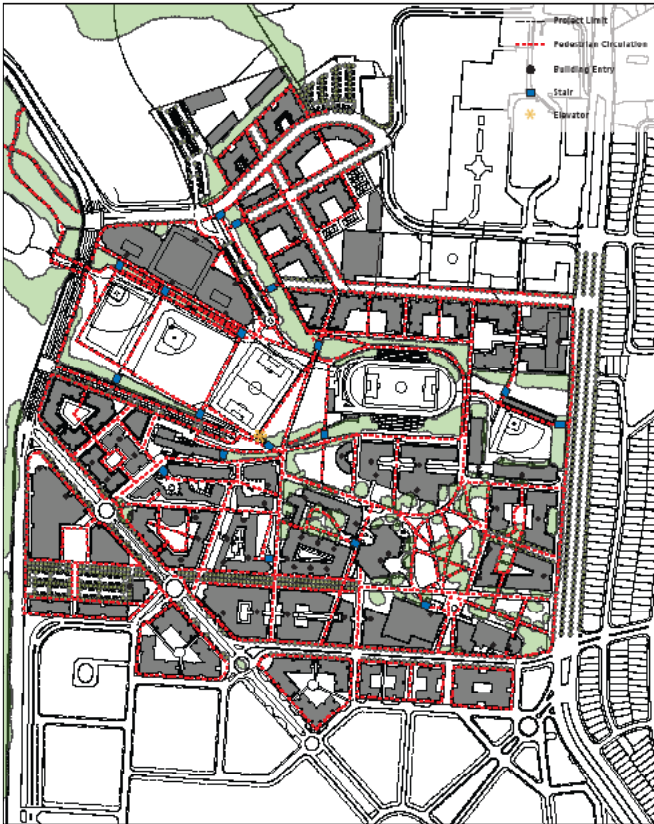 Project Limit
Pedestrian Circulation
Building Entry
Stair
Elevator